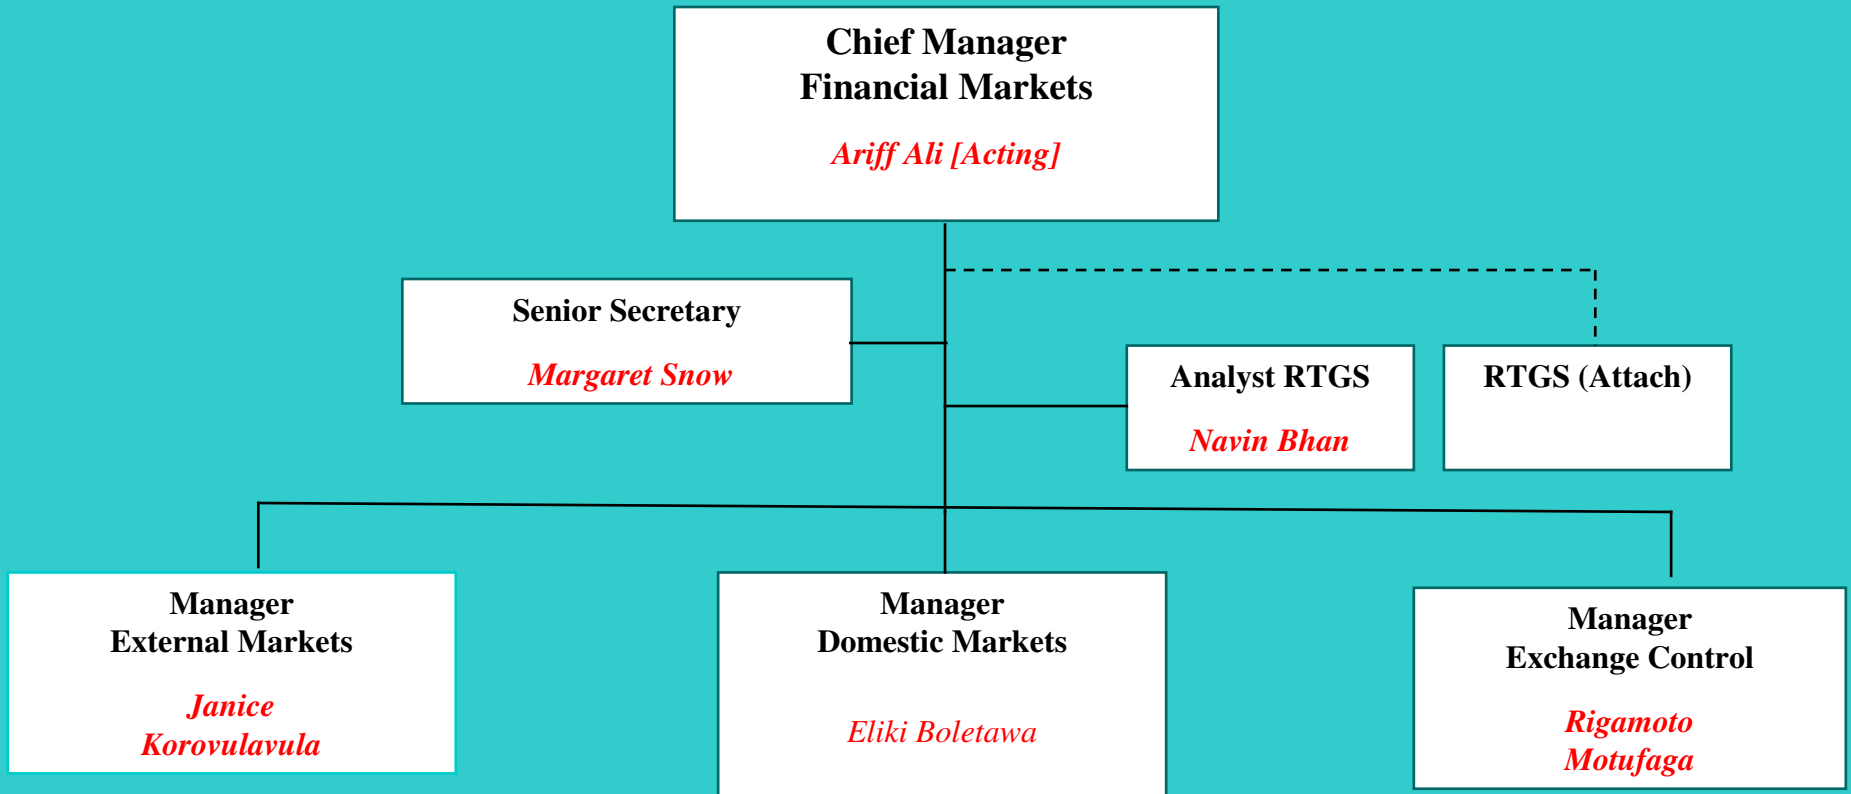 Chief Manager
Financial Markets
Ariff Ali [Acting]
Senior Secretary
Margaret Snow
Analyst RTGS
Navin Bhan
RTGS (Attach)
Manager
External Markets
Janice
Korovulavula
Manager
Domestic Markets
Eliki Boletawa
Manager
Exchange Control
Rigamoto
Motufaga